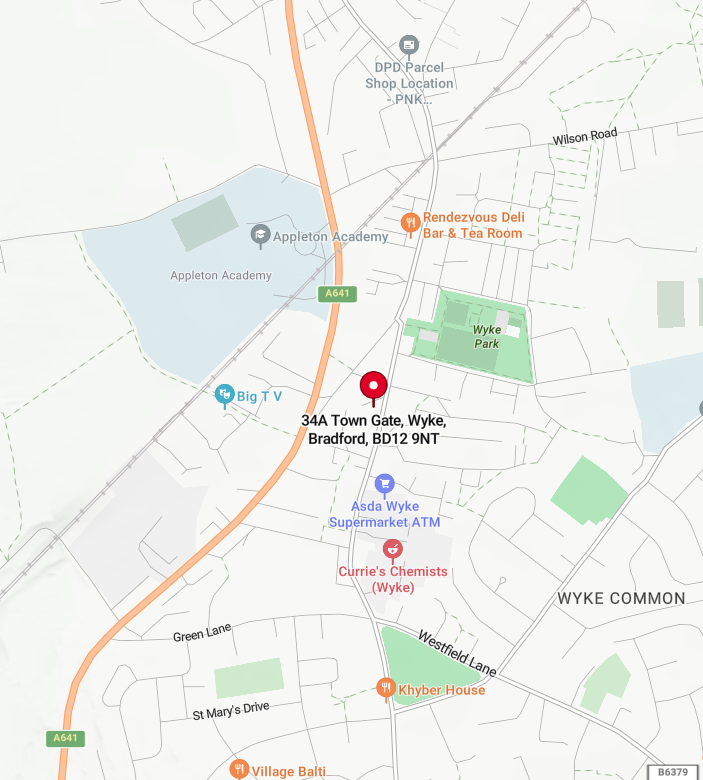 DPD Parcel
Shop Location
- PNK...
Wilson Road
Rendezvous Deli
Bar & Tea Room
Appleton Academy
Appleton Academy
A641
Wyke
Park
Big T V
34A Town Gate, Wyke,
Bradford, BD12 9NT
Asda Wyke
Supermarket ATM
Currie's Chemists
(Wyke)
WYKE COMMON
Green Lane
Westfield Lane
Khyber House
St Mary's Drive
A641
Village Balti
B6379